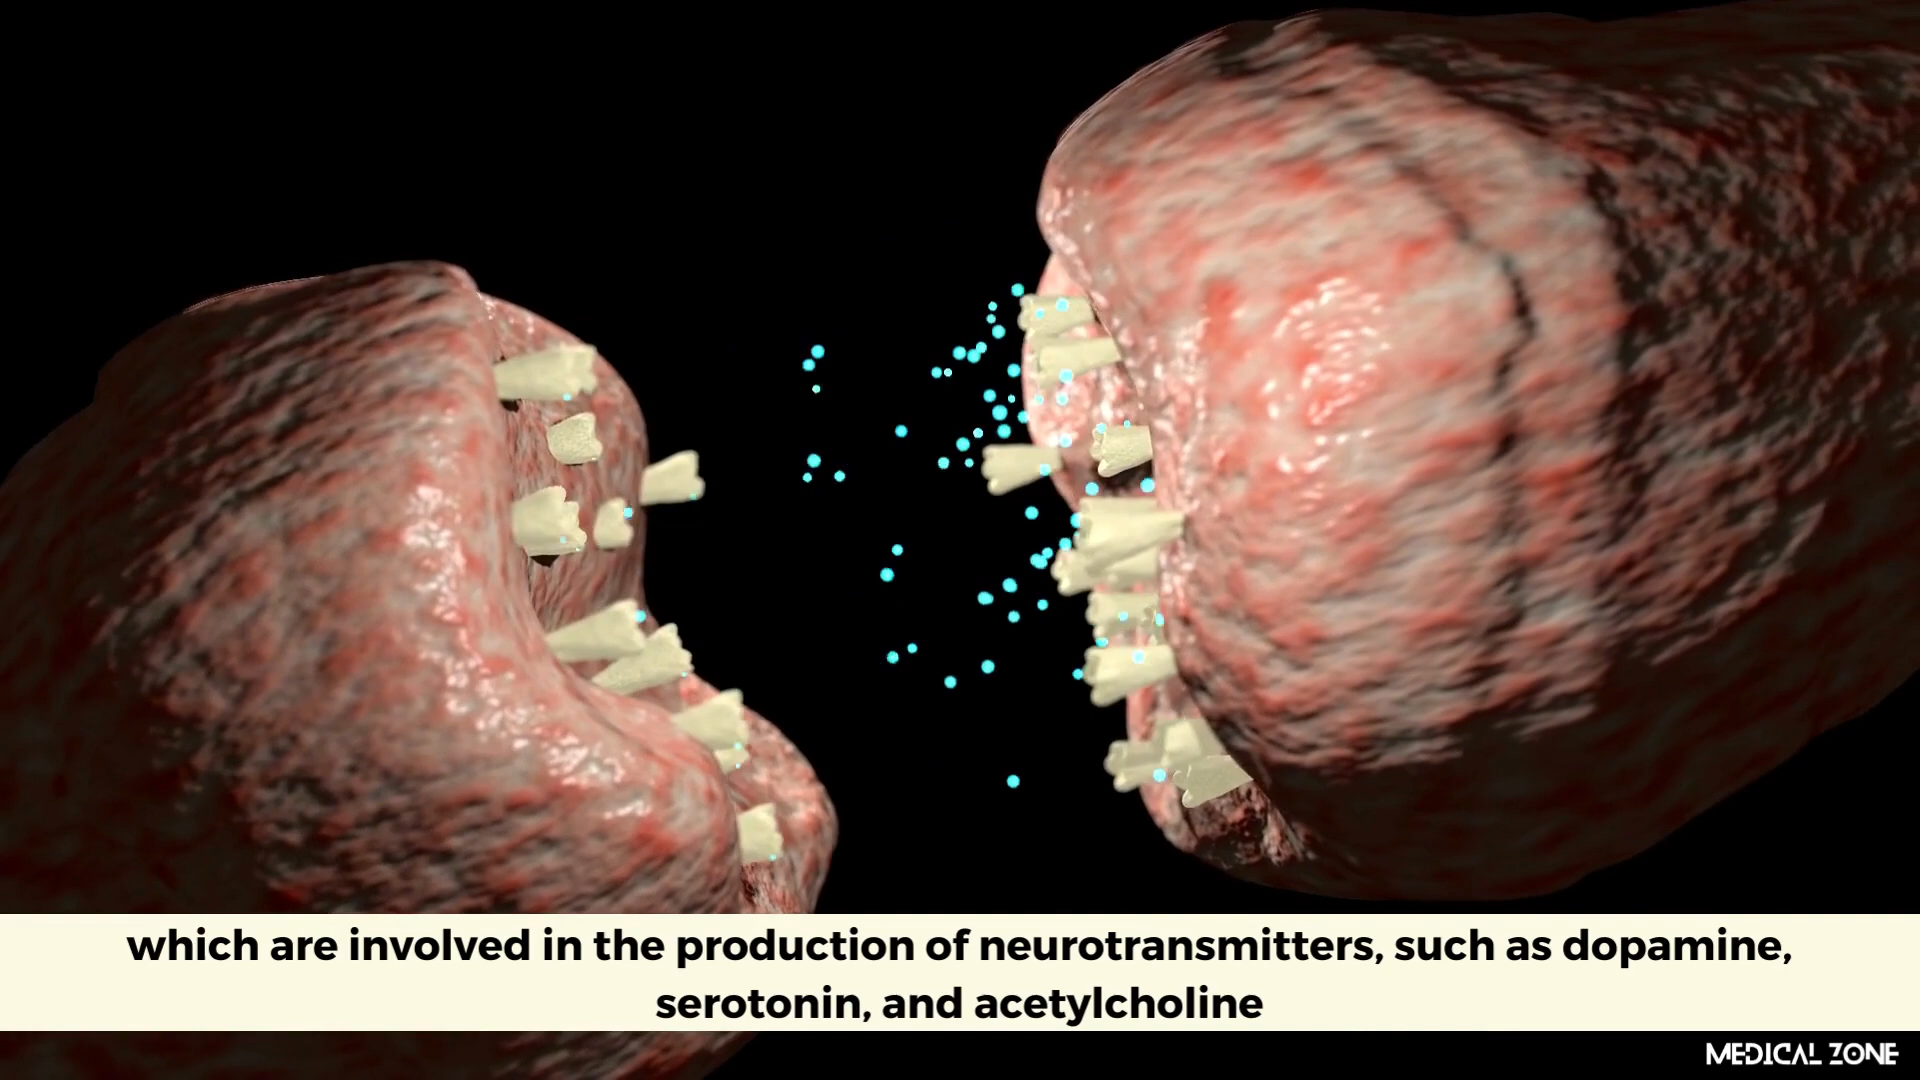 which are involved in the production of neurotransmitters, such as dopamine,
serotonin, and acetylcholine
MEDICAL ZONE